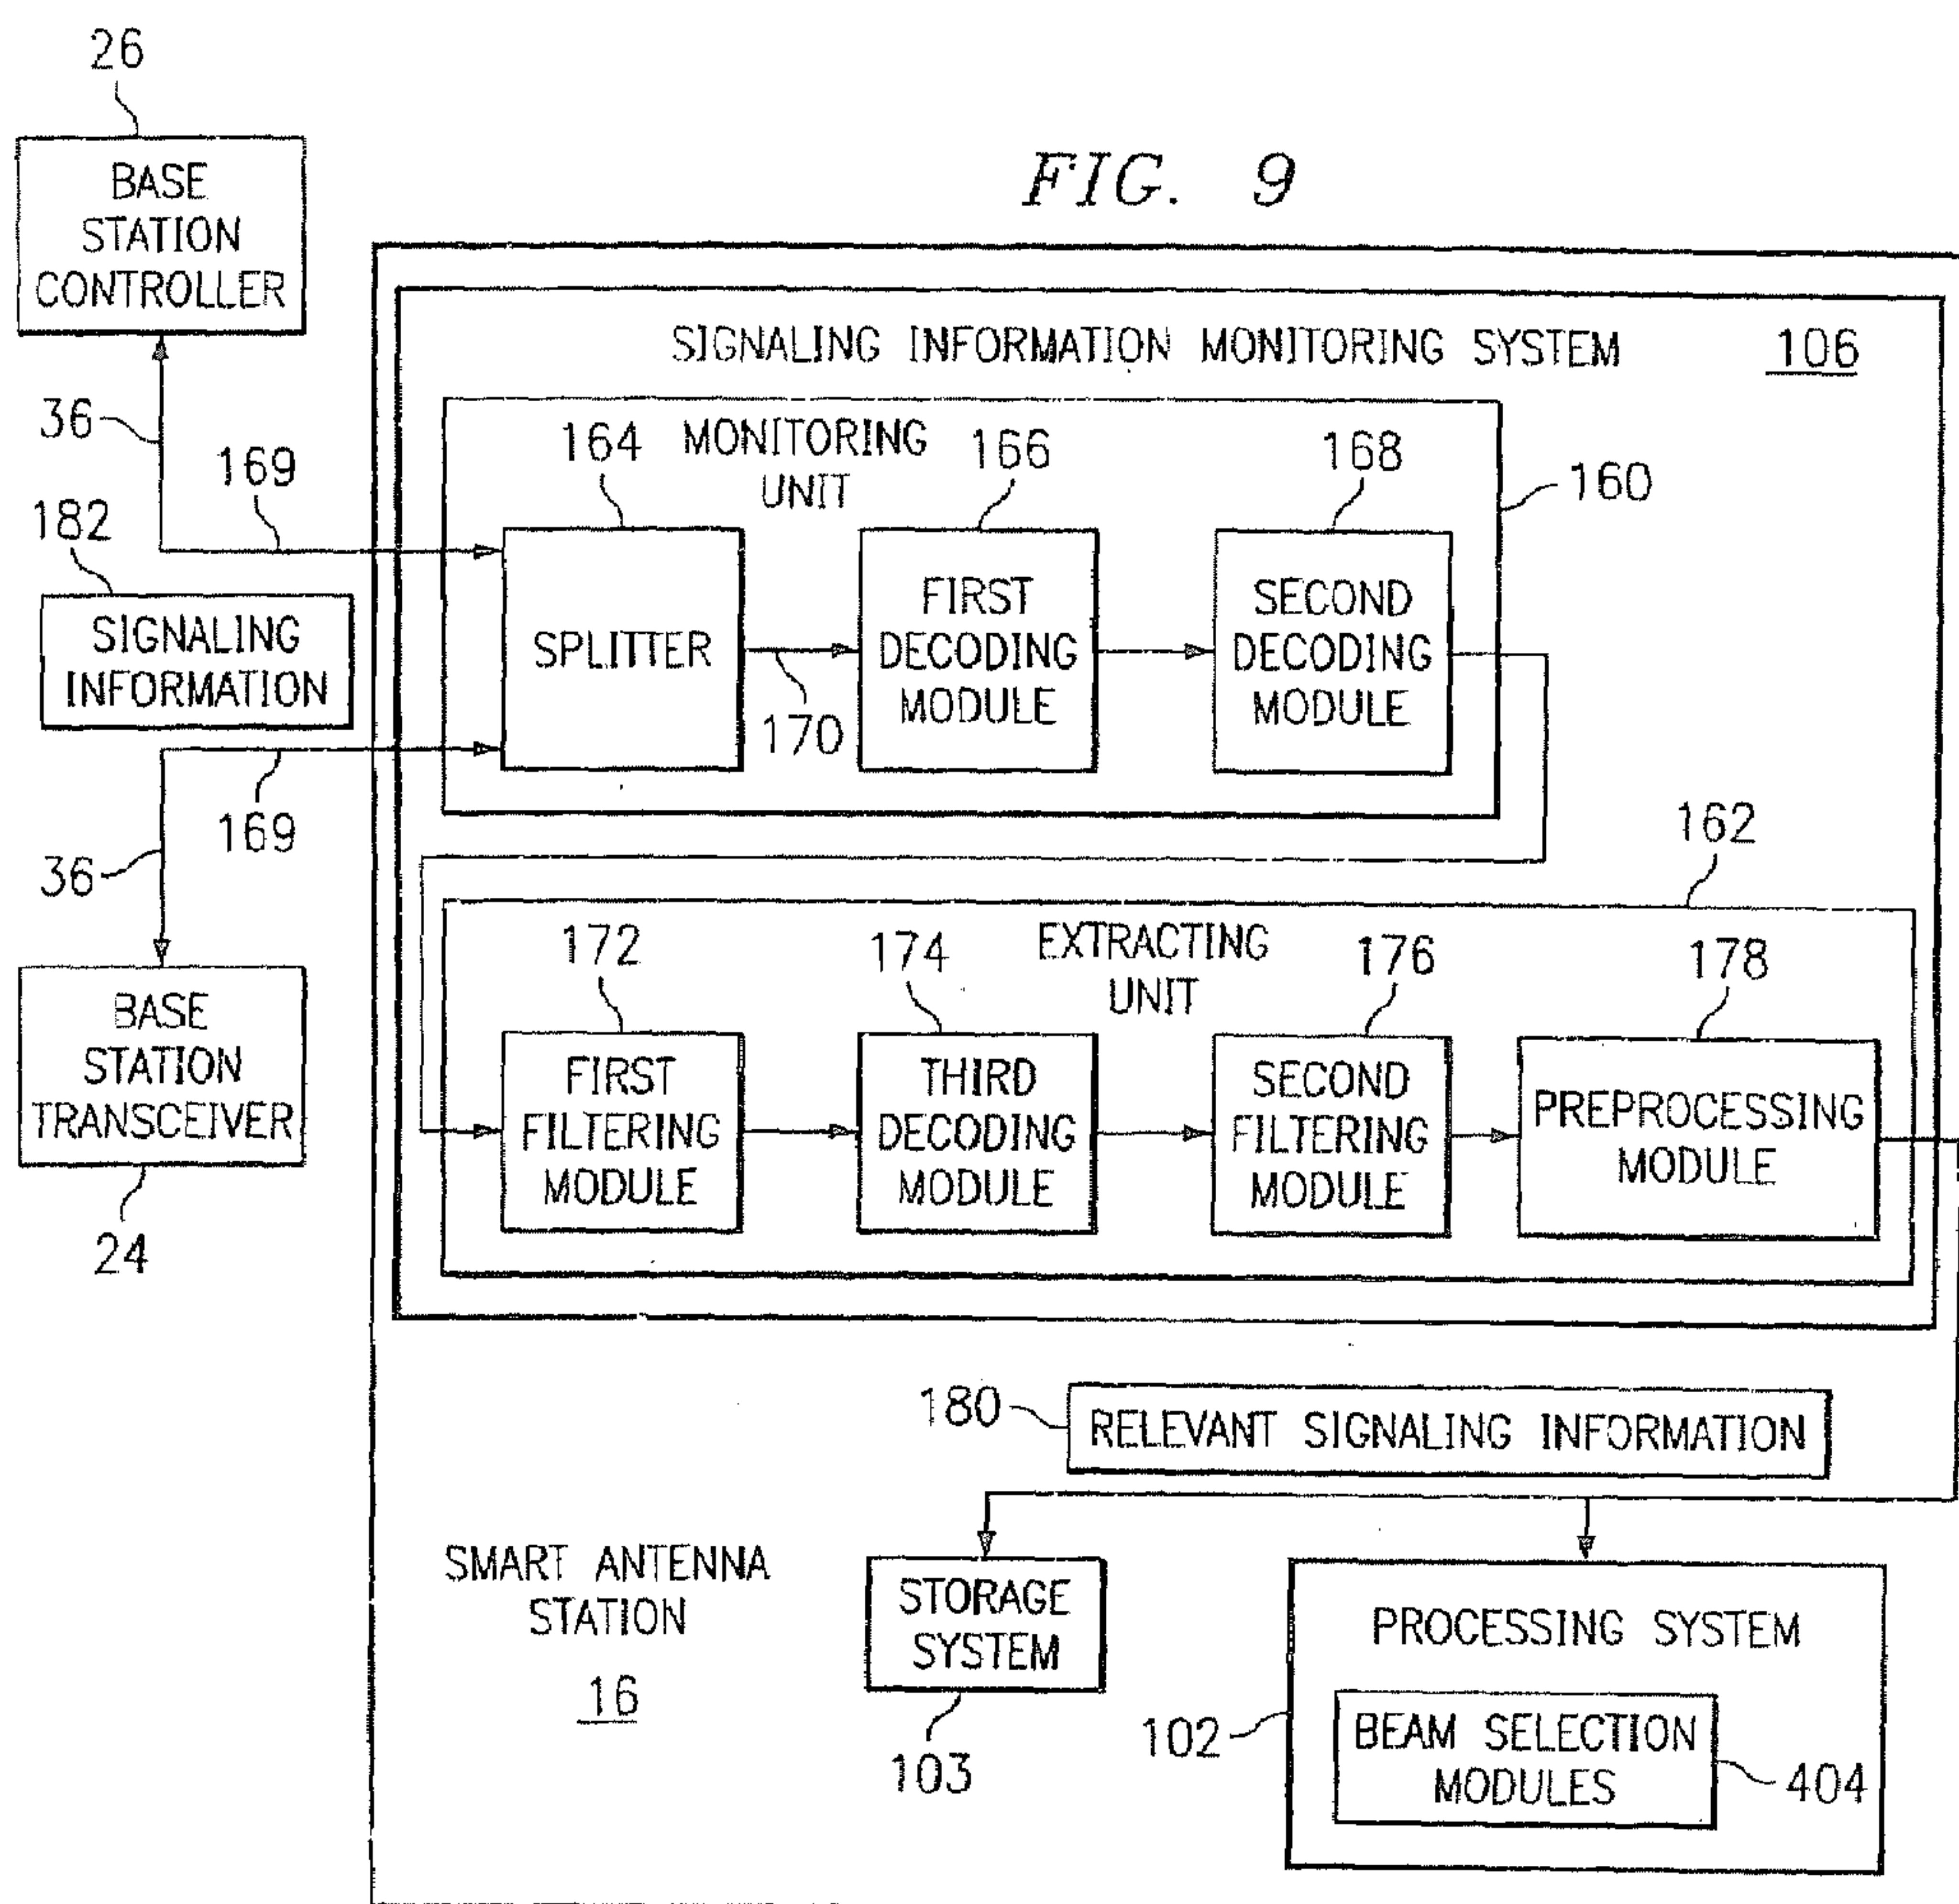 26
BASE
STATION
CONTROLLER
FIG. 9
SIGNALING INFORMATION MONITORING SYSTEM 106
36
169
182
SIGNALING
INFORMATION
169
36
BASE
STATION
TRANSCEIVER
24
MONITORING
UNIT
164
166
168
160
SPLITTER
170
FIRST
DECODING
MODULE
SECOND
DECODING
MODULE
162
EXTRACTING
UNIT
172
174
176
178
FIRST
FILTERING
MODULE
THIRD
DECODING
MODULE
SECOND
FILTERING
MODULE
PREPROCESSING
MODULE
180
RELEVANT SIGNALING INFORMATION
SMART ANTENNA
STATION
16
STORAGE
SYSTEM
103
PROCESSING SYSTEM
102
BEAM SELECTION
MODULES
404